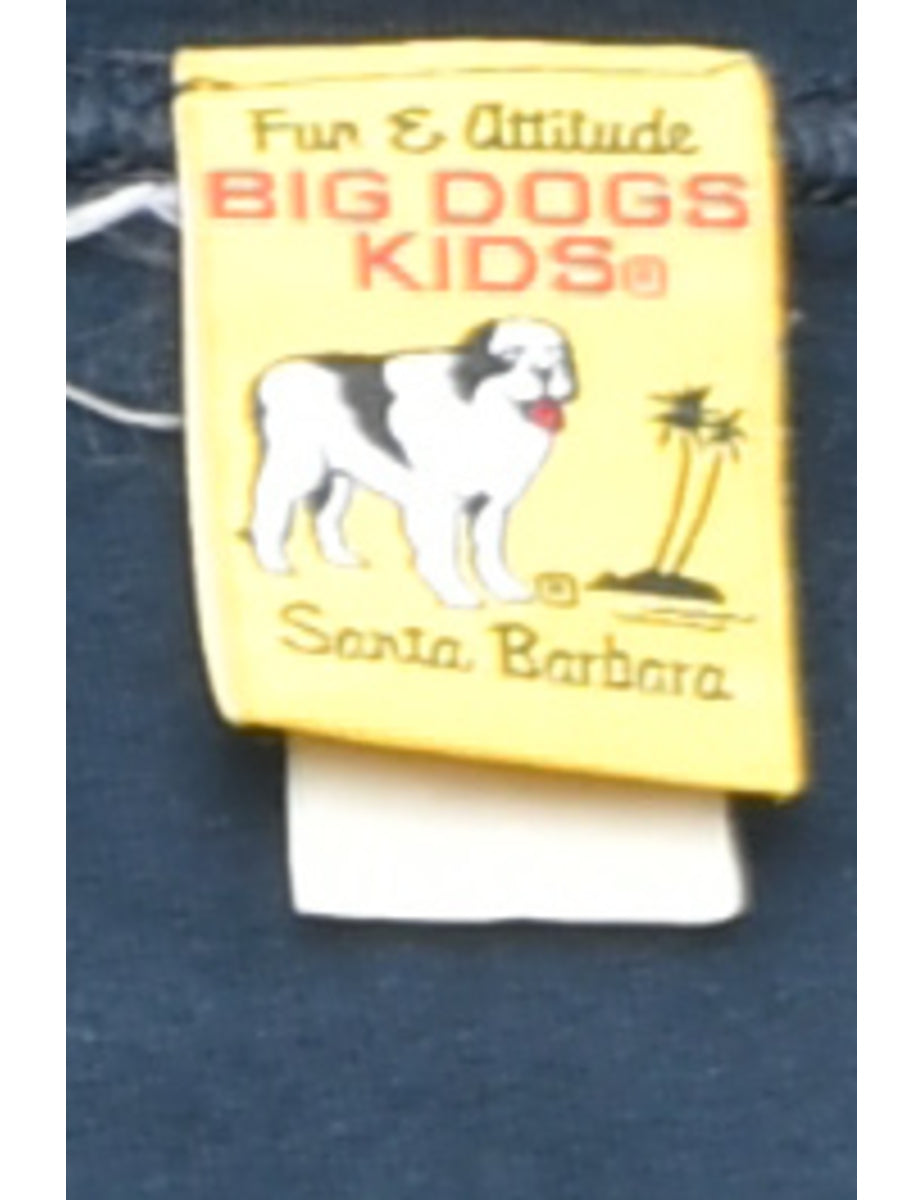 Fun & Attitude
BIG DOGS
KIDS®
®
Santa Barbara